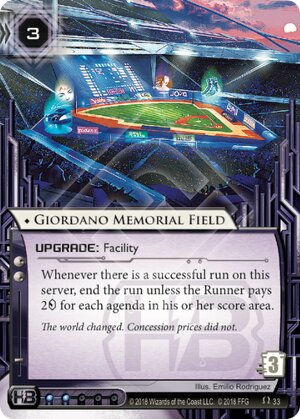 3
◆ GIORDANO MEMORIAL FIELD
UPGRADE: Facility
Whenever there is a successful run on this
server, end the run unless the Runner pays
2 for each agenda in his or her score area.
The world changed. Concession prices did not.
3
Illus. Emilio Rodriguez
HB
© 2018 Wizards of the Coast LLC. © 2018 FFG
33